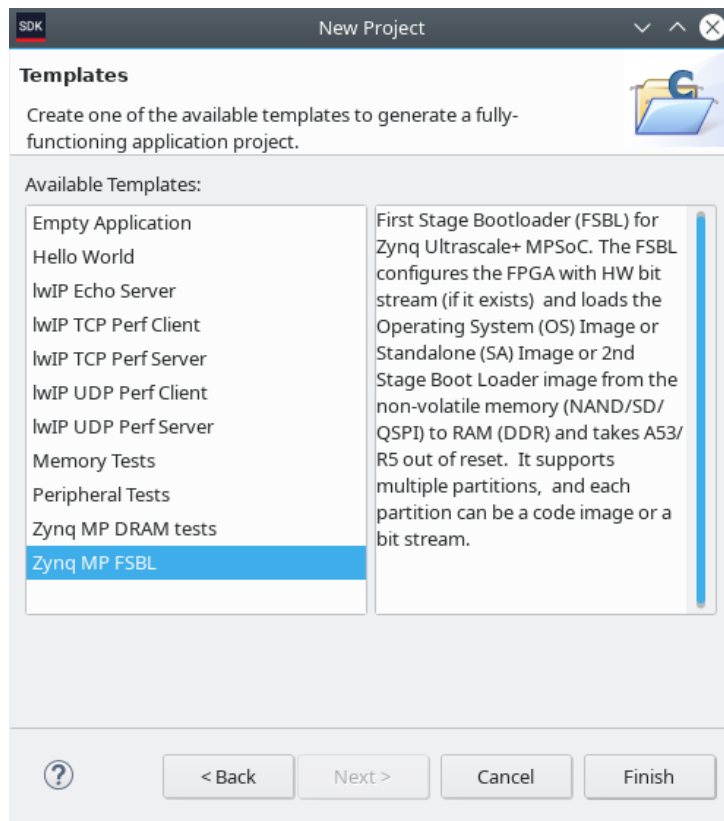 SDK
New Project
Templates
Create one of the available templates to generate a fully-
functioning application project.
C
Available Templates:
Empty Application
Hello World
lwIP Echo Server
lwIP TCP Perf Client
lwIP TCP Perf Server
lwIP UDP Perf Client
lwIP UDP Perf Server
Memory Tests
Peripheral Tests
Zynq MP DRAM tests
Zynq MP FSBL
First Stage Bootloader (FSBL) for
Zynq Ultrascale+ MPSoC. The FSBL
configures the FPGA with HW bit
stream (if it exists)  and loads the
Operating System (OS) Image or
Standalone (SA) Image or 2nd
Stage Boot Loader image from the
non-volatile memory (NAND/SD/
QSPI) to RAM (DDR) and takes A53/
R5 out of reset.  It supports
multiple partitions,  and each
partition can be a code image or a
bit stream.
?
< Back
Next >
Cancel
Finish